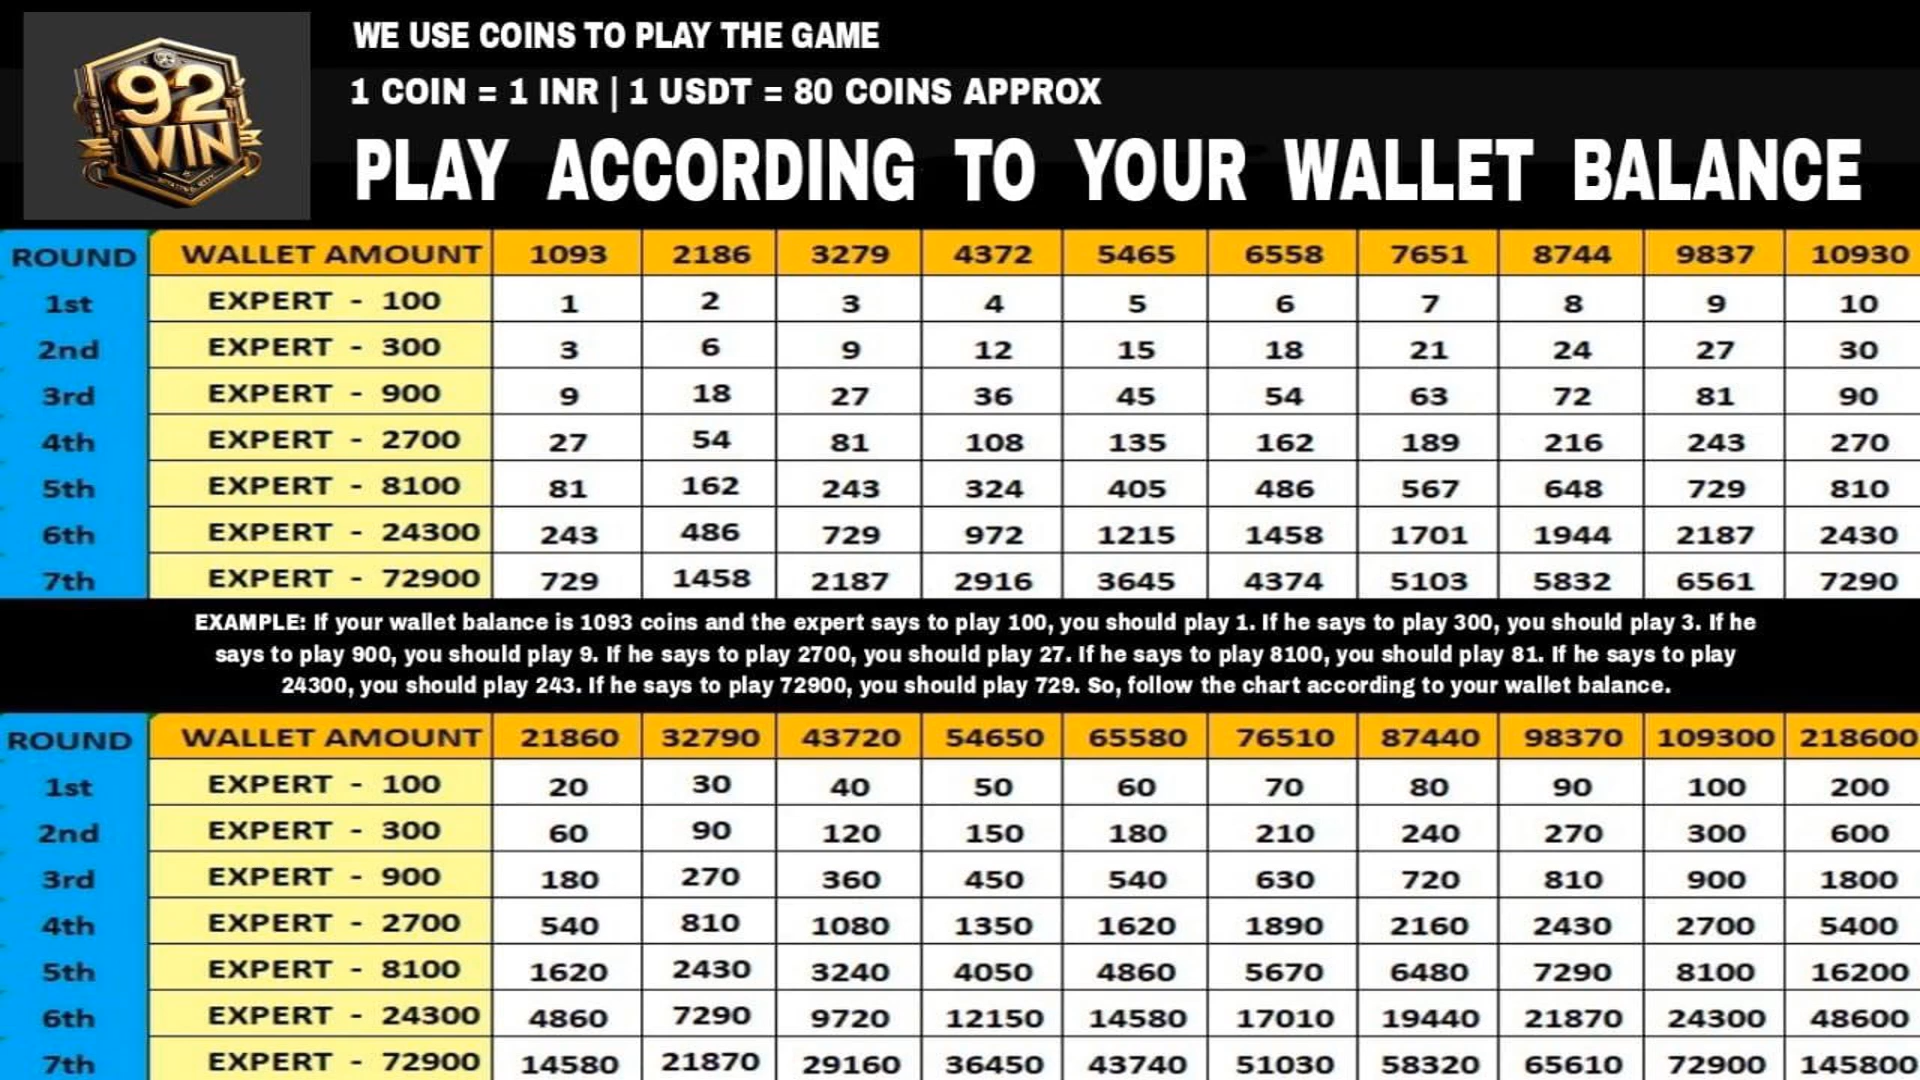 92
VIN
WE USE COINS TO PLAY THE GAME
1 COIN = 1 INR | 1 USDT = 80 COINS APPROX
PLAY ACCORDING TO YOUR WALLET BALANCE
ROUND WALLET AMOUNT 1093 2186 3279 4372 5465 6558 7651 8744 9837 10930
1st EXPERT - 100 1 2 3 4 5 6 7 8 9 10
2nd EXPERT - 300 3 6 9 12 15 18 21 24 27 30
3rd EXPERT - 900 9 18 27 36 45 54 63 72 81 90
4th EXPERT - 2700 27 54 81 108 135 162 189 216 243 270
5th EXPERT - 8100 81 162 243 324 405 486 567 648 729 810
6th EXPERT - 24300 243 486 729 972 1215 1458 1701 1944 2187 2430
7th EXPERT - 72900 729 1458 2187 2916 3645 4374 5103 5832 6561 7290
EXAMPLE: If your wallet balance is 1093 coins and the expert says to play 100, you should play 1. If he says to play 300, you should play 3. If he
says to play 900, you should play 9. If he says to play 2700, you should play 27. If he says to play 8100, you should play 81. If he says to play
24300, you should play 243. If he says to play 72900, you should play 729. So, follow the chart according to your wallet balance.
ROUND WALLET AMOUNT 21860 32790 43720 54650 65580 76510 87440 98370 109300 218600
1st EXPERT - 100 20 30 40 50 60 70 80 90 100 200
2nd EXPERT - 300 60 90 120 150 180 210 240 270 300 600
3rd EXPERT - 900 180 270 360 450 540 630 720 810 900 1800
4th EXPERT - 2700 540 810 1080 1350 1620 1890 2160 2430 2700 5400
5th EXPERT - 8100 1620 2430 3240 4050 4860 5670 6480 7290 8100 16200
6th EXPERT - 24300 4860 7290 9720 12150 14580 17010 19440 21870 24300 48600
7th EXPERT - 72900 14580 21870 29160 36450 43740 51030 58320 65610 72900 145800